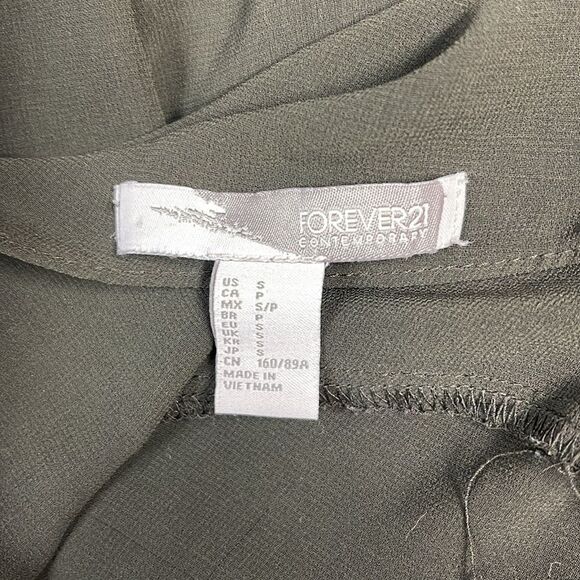 FOREVER21
CONTEMPORARY
US S
CA P
MX S/P
BR P
EU S
UK S
KR S
JP S
CN 160/89A
MADE IN
VIETNAM